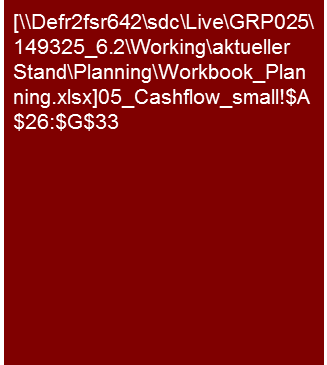 [\\Defr2fsr642\sdc\Live\GRP025\
149325_6.2\Working\aktueller
Stand\Planning\Workbook_Plan
ning.xlsx]05_Cashflow_small!$A
$26:$G$33